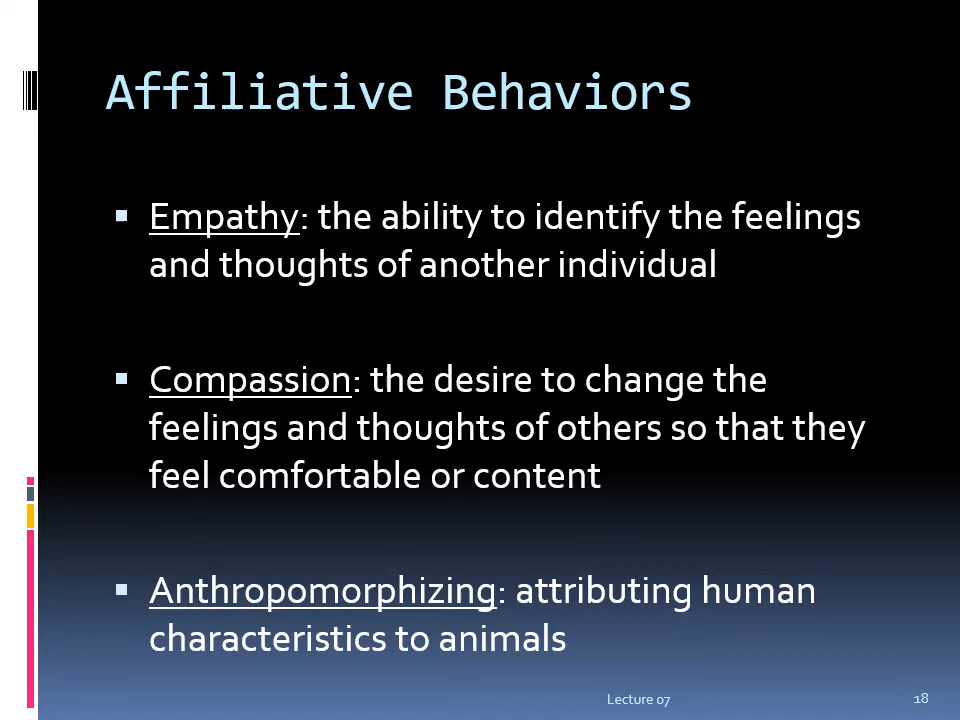 Affiliative Behaviors
▪ Empathy: the ability to identify the feelings
and thoughts of another individual
▪ Compassion: the desire to change the
feelings and thoughts of others so that they
feel comfortable or content
▪ Anthropomorphizing: attributing human
characteristics to animals
Lecture 07 18